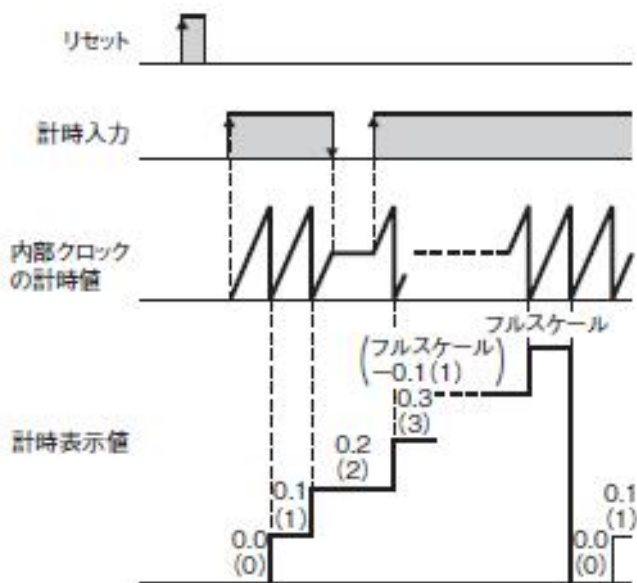 リセット
計時入力
内部クロック
の計時値
フルスケール
(フルスケール
−0.1(1))
0.3
(3)
計時表示値
0.2
(2)
0.1
(1)
0.1
(1)
0.0
(0)
0.0
(0)